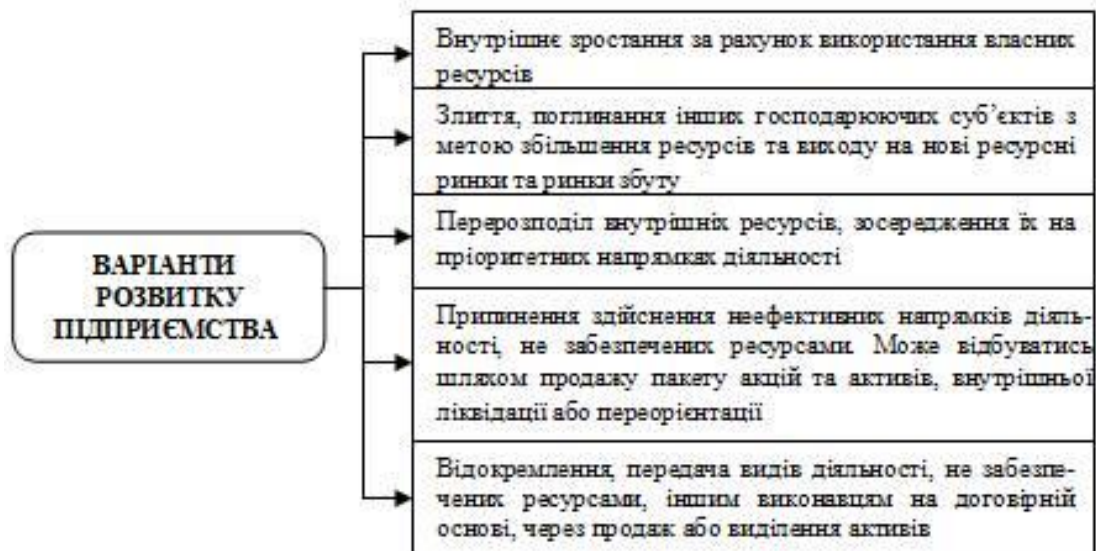 Внутрішнє зростання за рахунок використання власних
ресурсів
Злиття, поглинання інших господарюючих суб’єктів з
метою збільшення ресурсів та виходу на нові ресурсні
ринки та ринки збуту
Перерозподіл внутрішніх ресурсів, зосередження їх на
пріоритетних напрямках діяльності
ВАРІАНТИ
РОЗВИТКУ
ПІДПРИЄМСТВА
Припинення здійснення неефективних напрямків діяль-
ності, не забезпечених ресурсами. Може відбуватись
шляхом продажу пакету акцій та активів, внутрішньої
ліквідації або переорієнтації
Відокремлення, передача видів діяльності, не забезпе-
чених ресурсами, іншим виконавцям на договірній
основі, через продаж або виділення активів